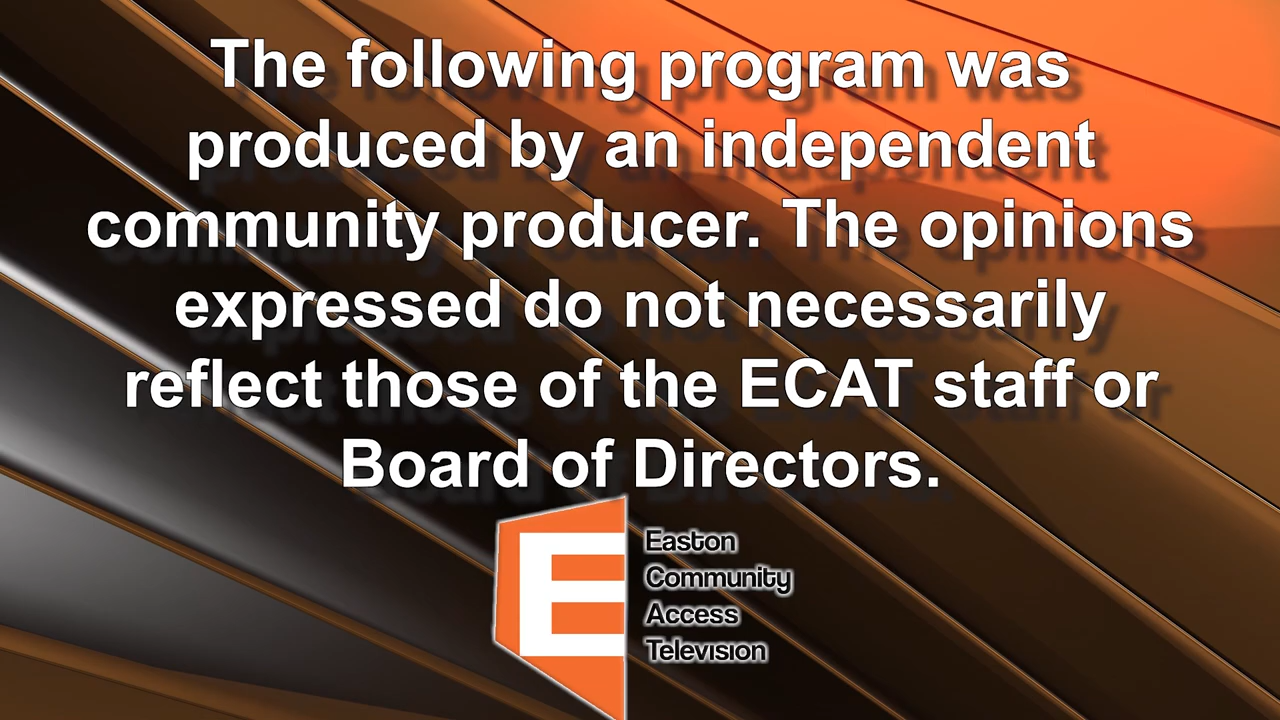 The following program was
produced by an independent
community producer. The opinions
expressed do not necessarily
reflect those of the ECAT staff or
Board of Directors.
E
Easton
Community
Access
Television